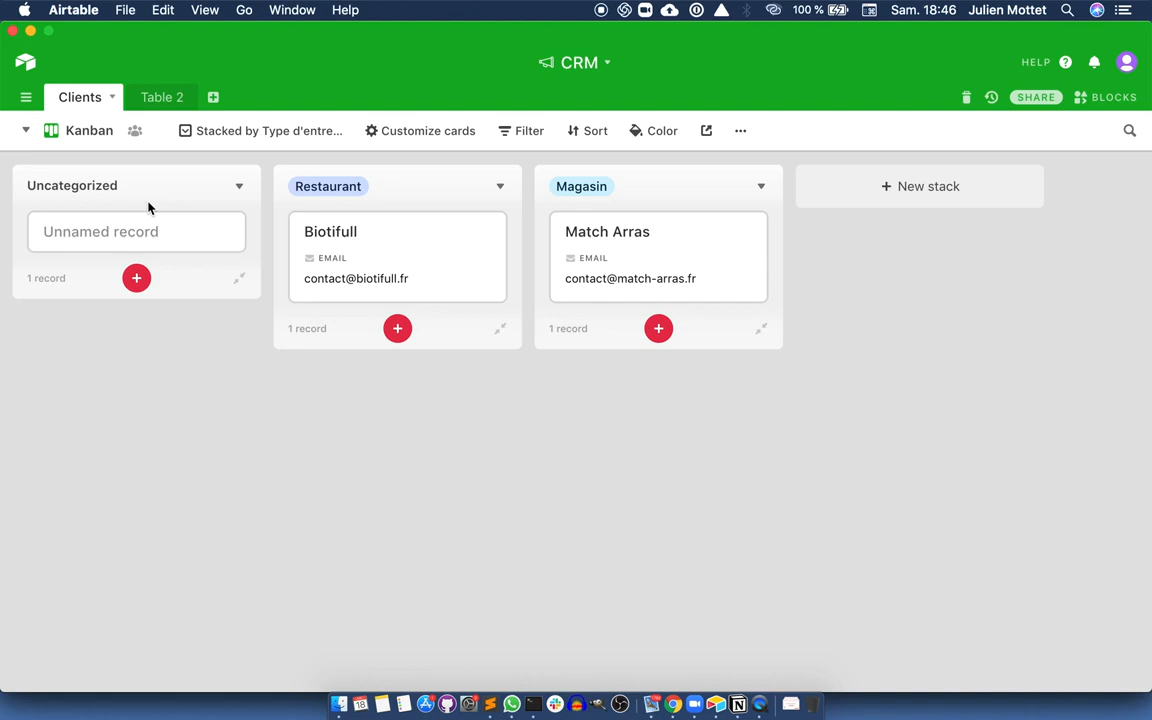 Airtable File Edit View Go Window Help 100 % Sam. 18:46 Julien Mottet
CRM
HELP
Clients Table 2 SHARE BLOCKS
Kanban Stacked by Type d'entre... Customize cards Filter Sort Color
Uncategorized Restaurant Magasin + New stack
Unnamed record Biotifull Match Arras
EMAIL EMAIL
contact@biotifull.fr contact@match-arras.fr
1 record
1 record 1 record